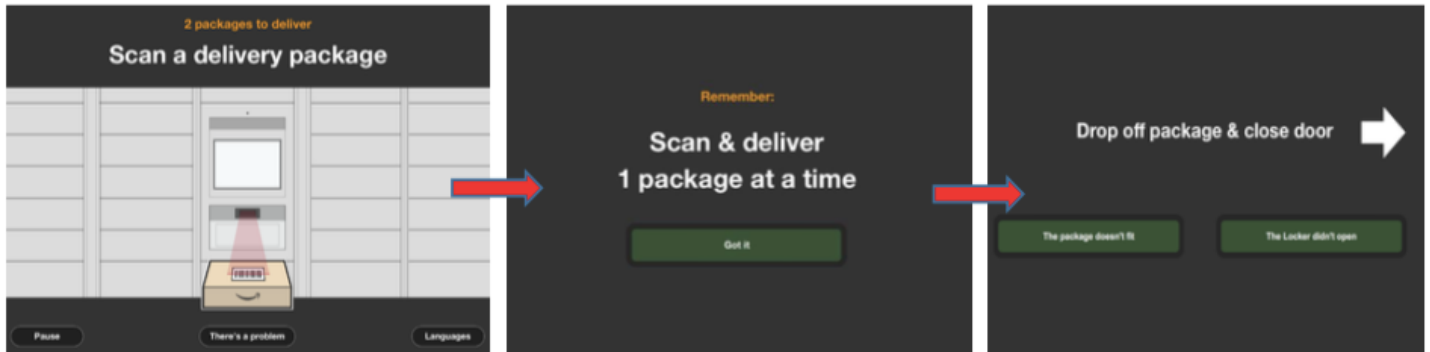 2 packages to deliver
Scan a delivery package
Pause
There's a problem
Languages
Remember:
Scan & deliver
1 package at a time
Got it
Drop off package & close door
The package doesn't fit
The Locker didn't open